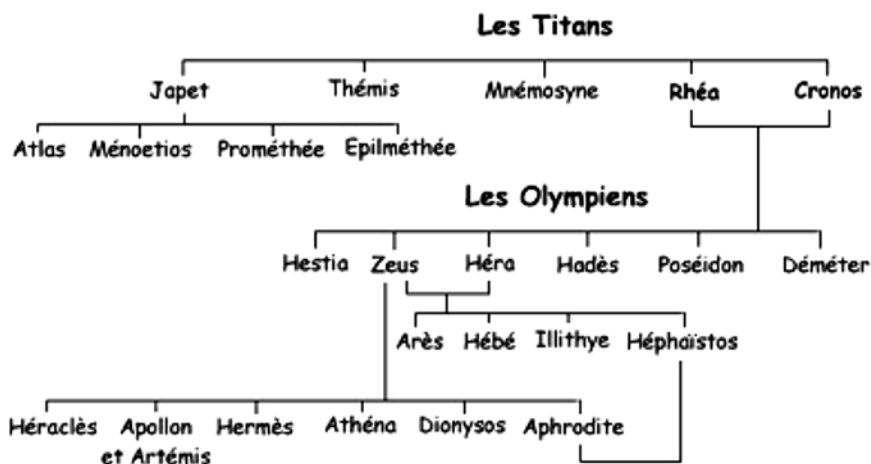 Les Titans
Japet Thémis Mnémosyne Rhéa Cronos
Atlas Ménoetios Prométhée Epilméthée
Les Olympiens
Hestia Zeus Héra Hadès Poséidon Déméter
Arès Hébé Illithye Héphaïstos
Héraclès Apollon Hermès Athéna Dionysos Aphrodite
et Artémis